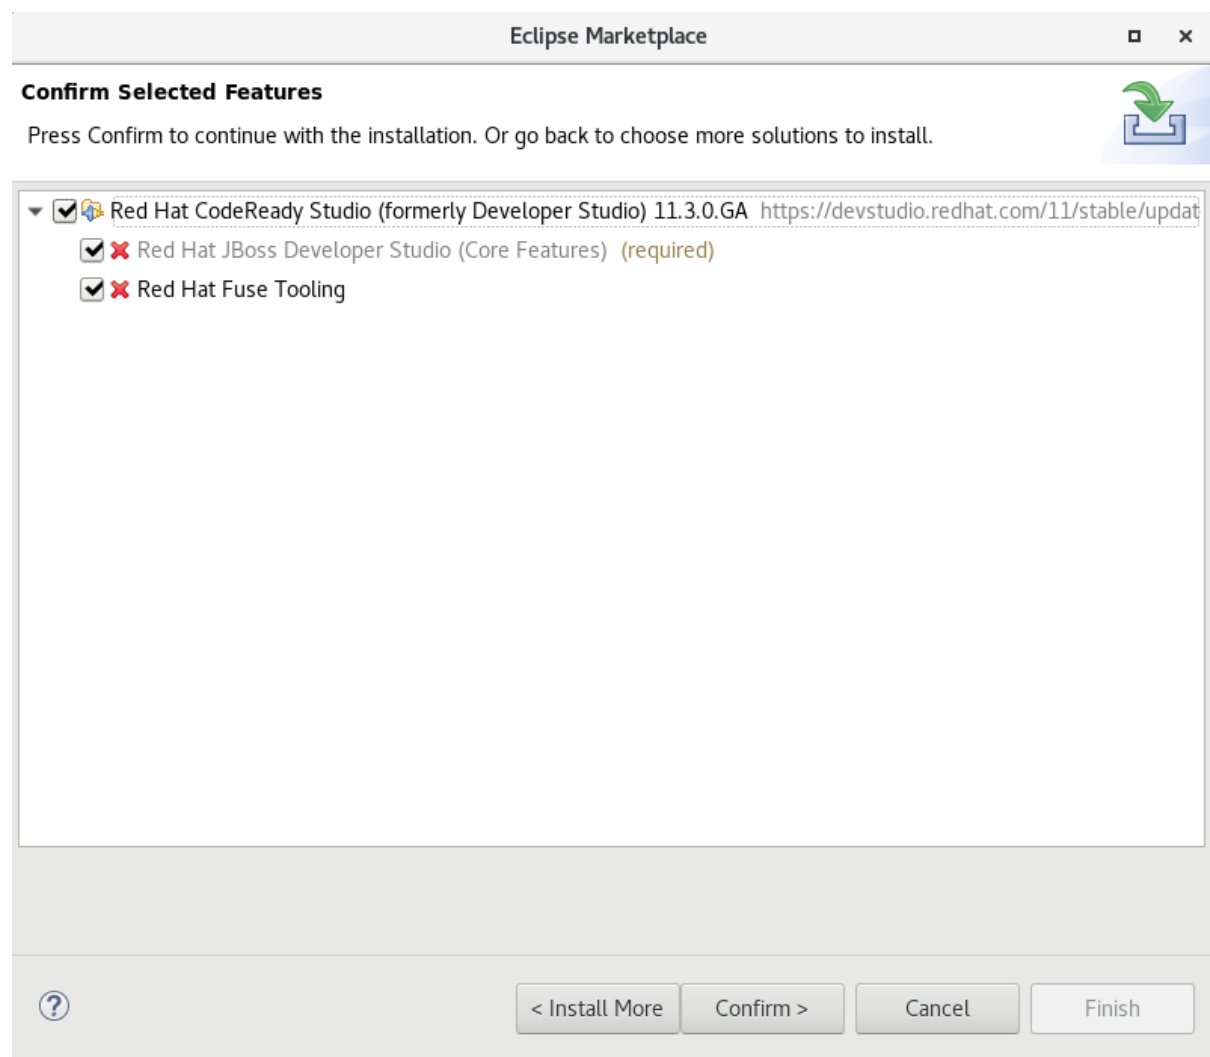 Eclipse Marketplace
Confirm Selected Features
Press Confirm to continue with the installation. Or go back to choose more solutions to install.
Red Hat CodeReady Studio (formerly Developer Studio) 11.3.0.GA https://devstudio.redhat.com/11/stable/updat
Red Hat JBoss Developer Studio (Core Features) (required)
Red Hat Fuse Tooling
? < Install More Confirm > Cancel Finish